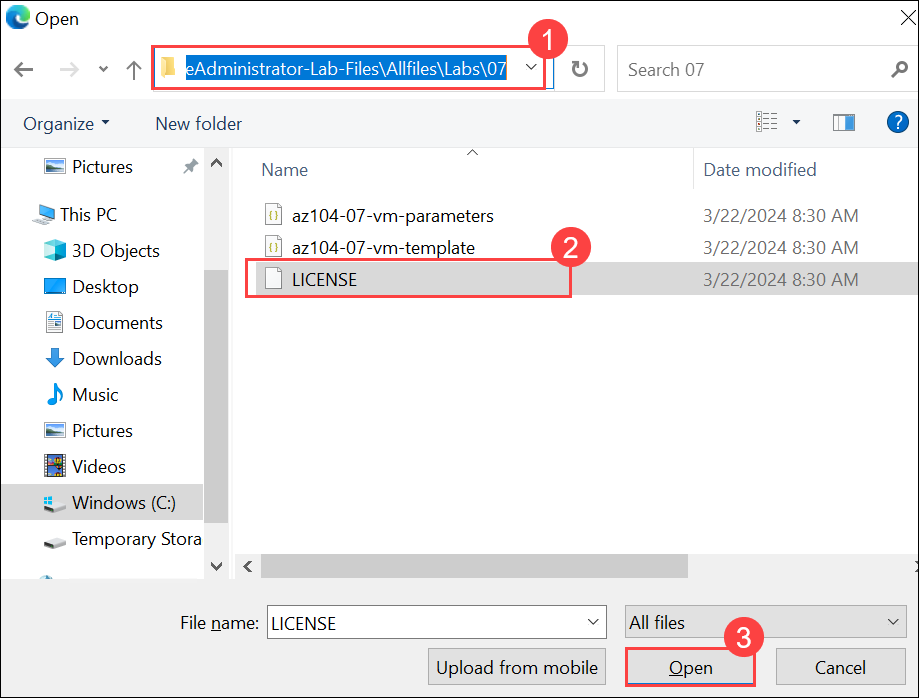 Open
1
eAdministrator-Lab-Files\Allfiles\Labs\07
Search 07
Organize
New folder
?
Pictures
This PC
3D Objects
Desktop
Documents
Downloads
Music
Pictures
Videos
Windows (C:)
Temporary Stora
Name
Date modified
az104-07-vm-parameters
3/22/2024 8:30 AM
az104-07-vm-template
3/22/2024 8:30 AM
2
LICENSE
3/22/2024 8:30 AM
File name:
LICENSE
All files
3
Upload from mobile
Open
Cancel